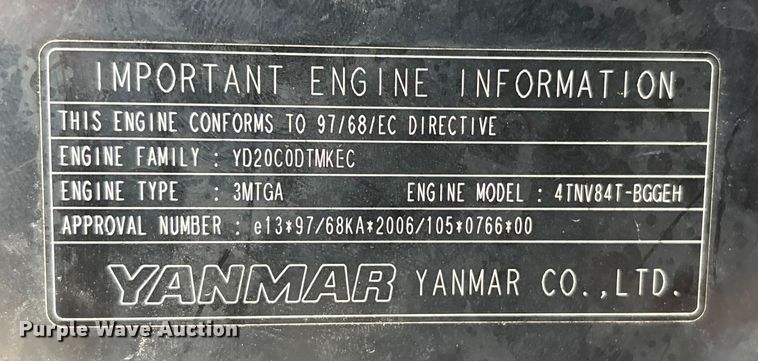 IMPORTANT ENGINE INFORMATION
THIS ENGINE CONFORMS TO 97/68/EC DIRECTIVE
ENGINE FAMILY : YD20C0DTMKEC
ENGINE TYPE : 3MTGA ENGINE MODEL : 4TNV84T-BGGEH
APPROVAL NUMBER : e13*97/68KA*2006/105*0766*00
YANMAR YANMAR CO.,LTD.
Purple Wave Auction